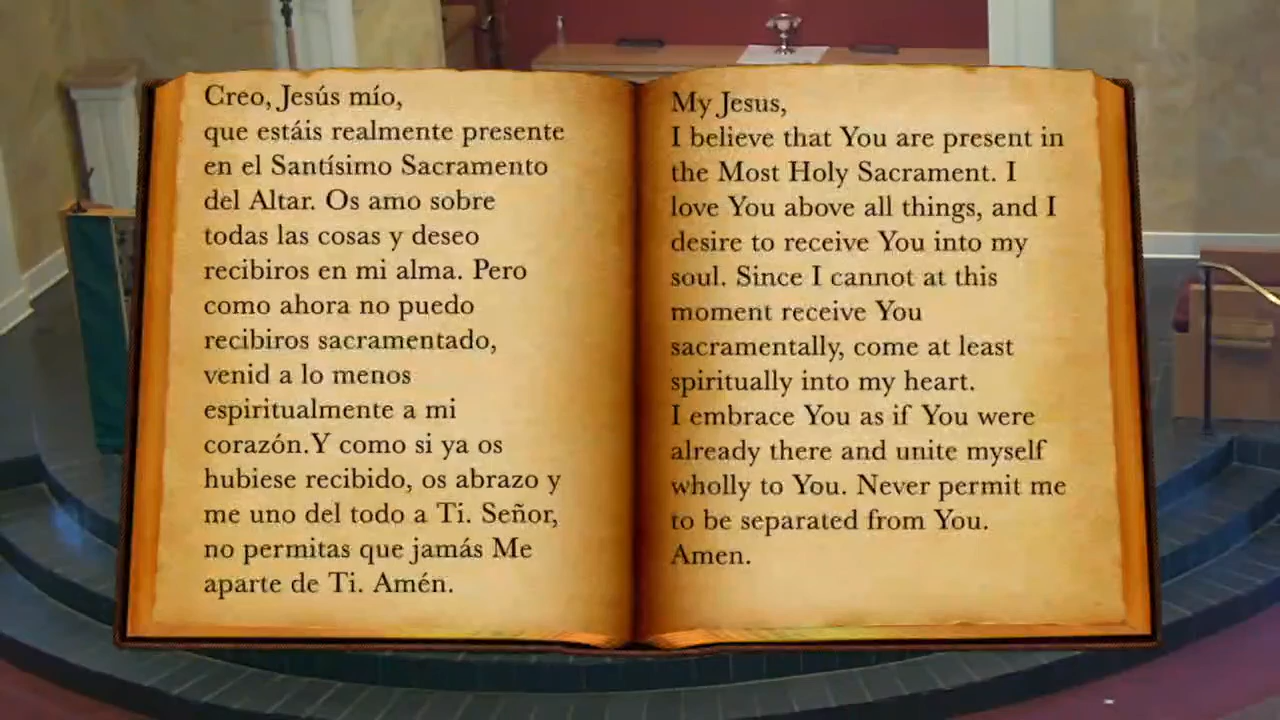 Creo, Jesús mío,
que estáis realmente presente
en el Santísimo Sacramento
del Altar. Os amo sobre
todas las cosas y deseo
recibiros en mi alma. Pero
como ahora no puedo
recibiros sacramentado,
venid a lo menos
espiritualmente a mi
corazón.Y como si ya os
hubiese recibido, os abrazo y
me uno del todo a Ti. Señor,
no permitas que jamás Me
aparte de Ti. Amén.
My Jesus,
I believe that You are present in
the Most Holy Sacrament. I
love You above all things, and I
desire to receive You into my
soul. Since I cannot at this
moment receive You
sacramentally, come at least
spiritually into my heart.
I embrace You as if You were
already there and unite myself
wholly to You. Never permit me
to be separated from You.
Amen.